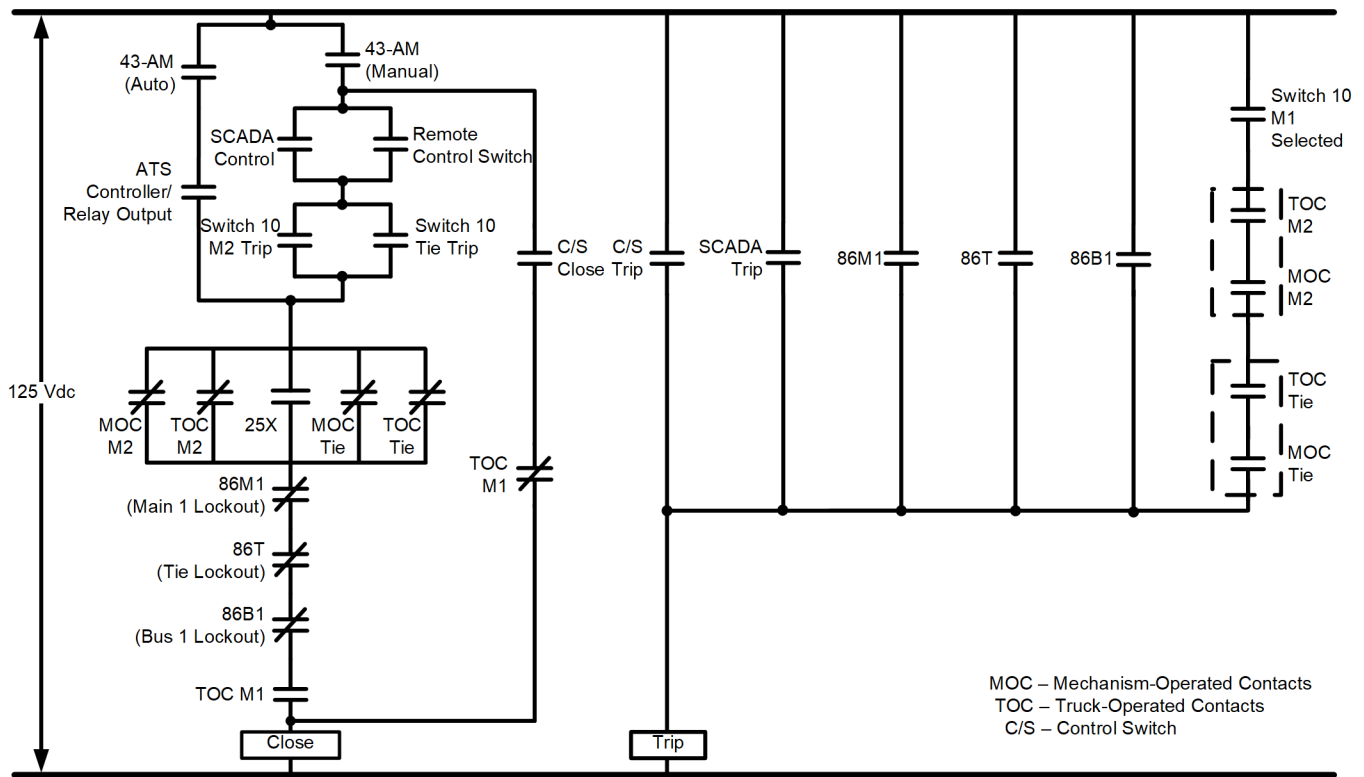 125 Vdc
43-AM
(Auto)
43-AM
(Manual)
SCADA
Control
Remote
Control Switch
ATS
Controller/
Relay Output
Switch 10
M2 Trip
Switch 10
Tie Trip
C/S
Close
MOC
M2
TOC
M2
25X
MOC
Tie
TOC
Tie
TOC
M1
86M1
(Main 1 Lockout)
86T
(Tie Lockout)
86B1
(Bus 1 Lockout)
TOC M1
Close
C/S
Trip
SCADA
Trip
86M1
86T
86B1
Switch 10
M1
Selected
TOC
M2
MOC
M2
TOC
Tie
MOC
Tie
Trip
MOC – Mechanism-Operated Contacts
TOC – Truck-Operated Contacts
C/S – Control Switch